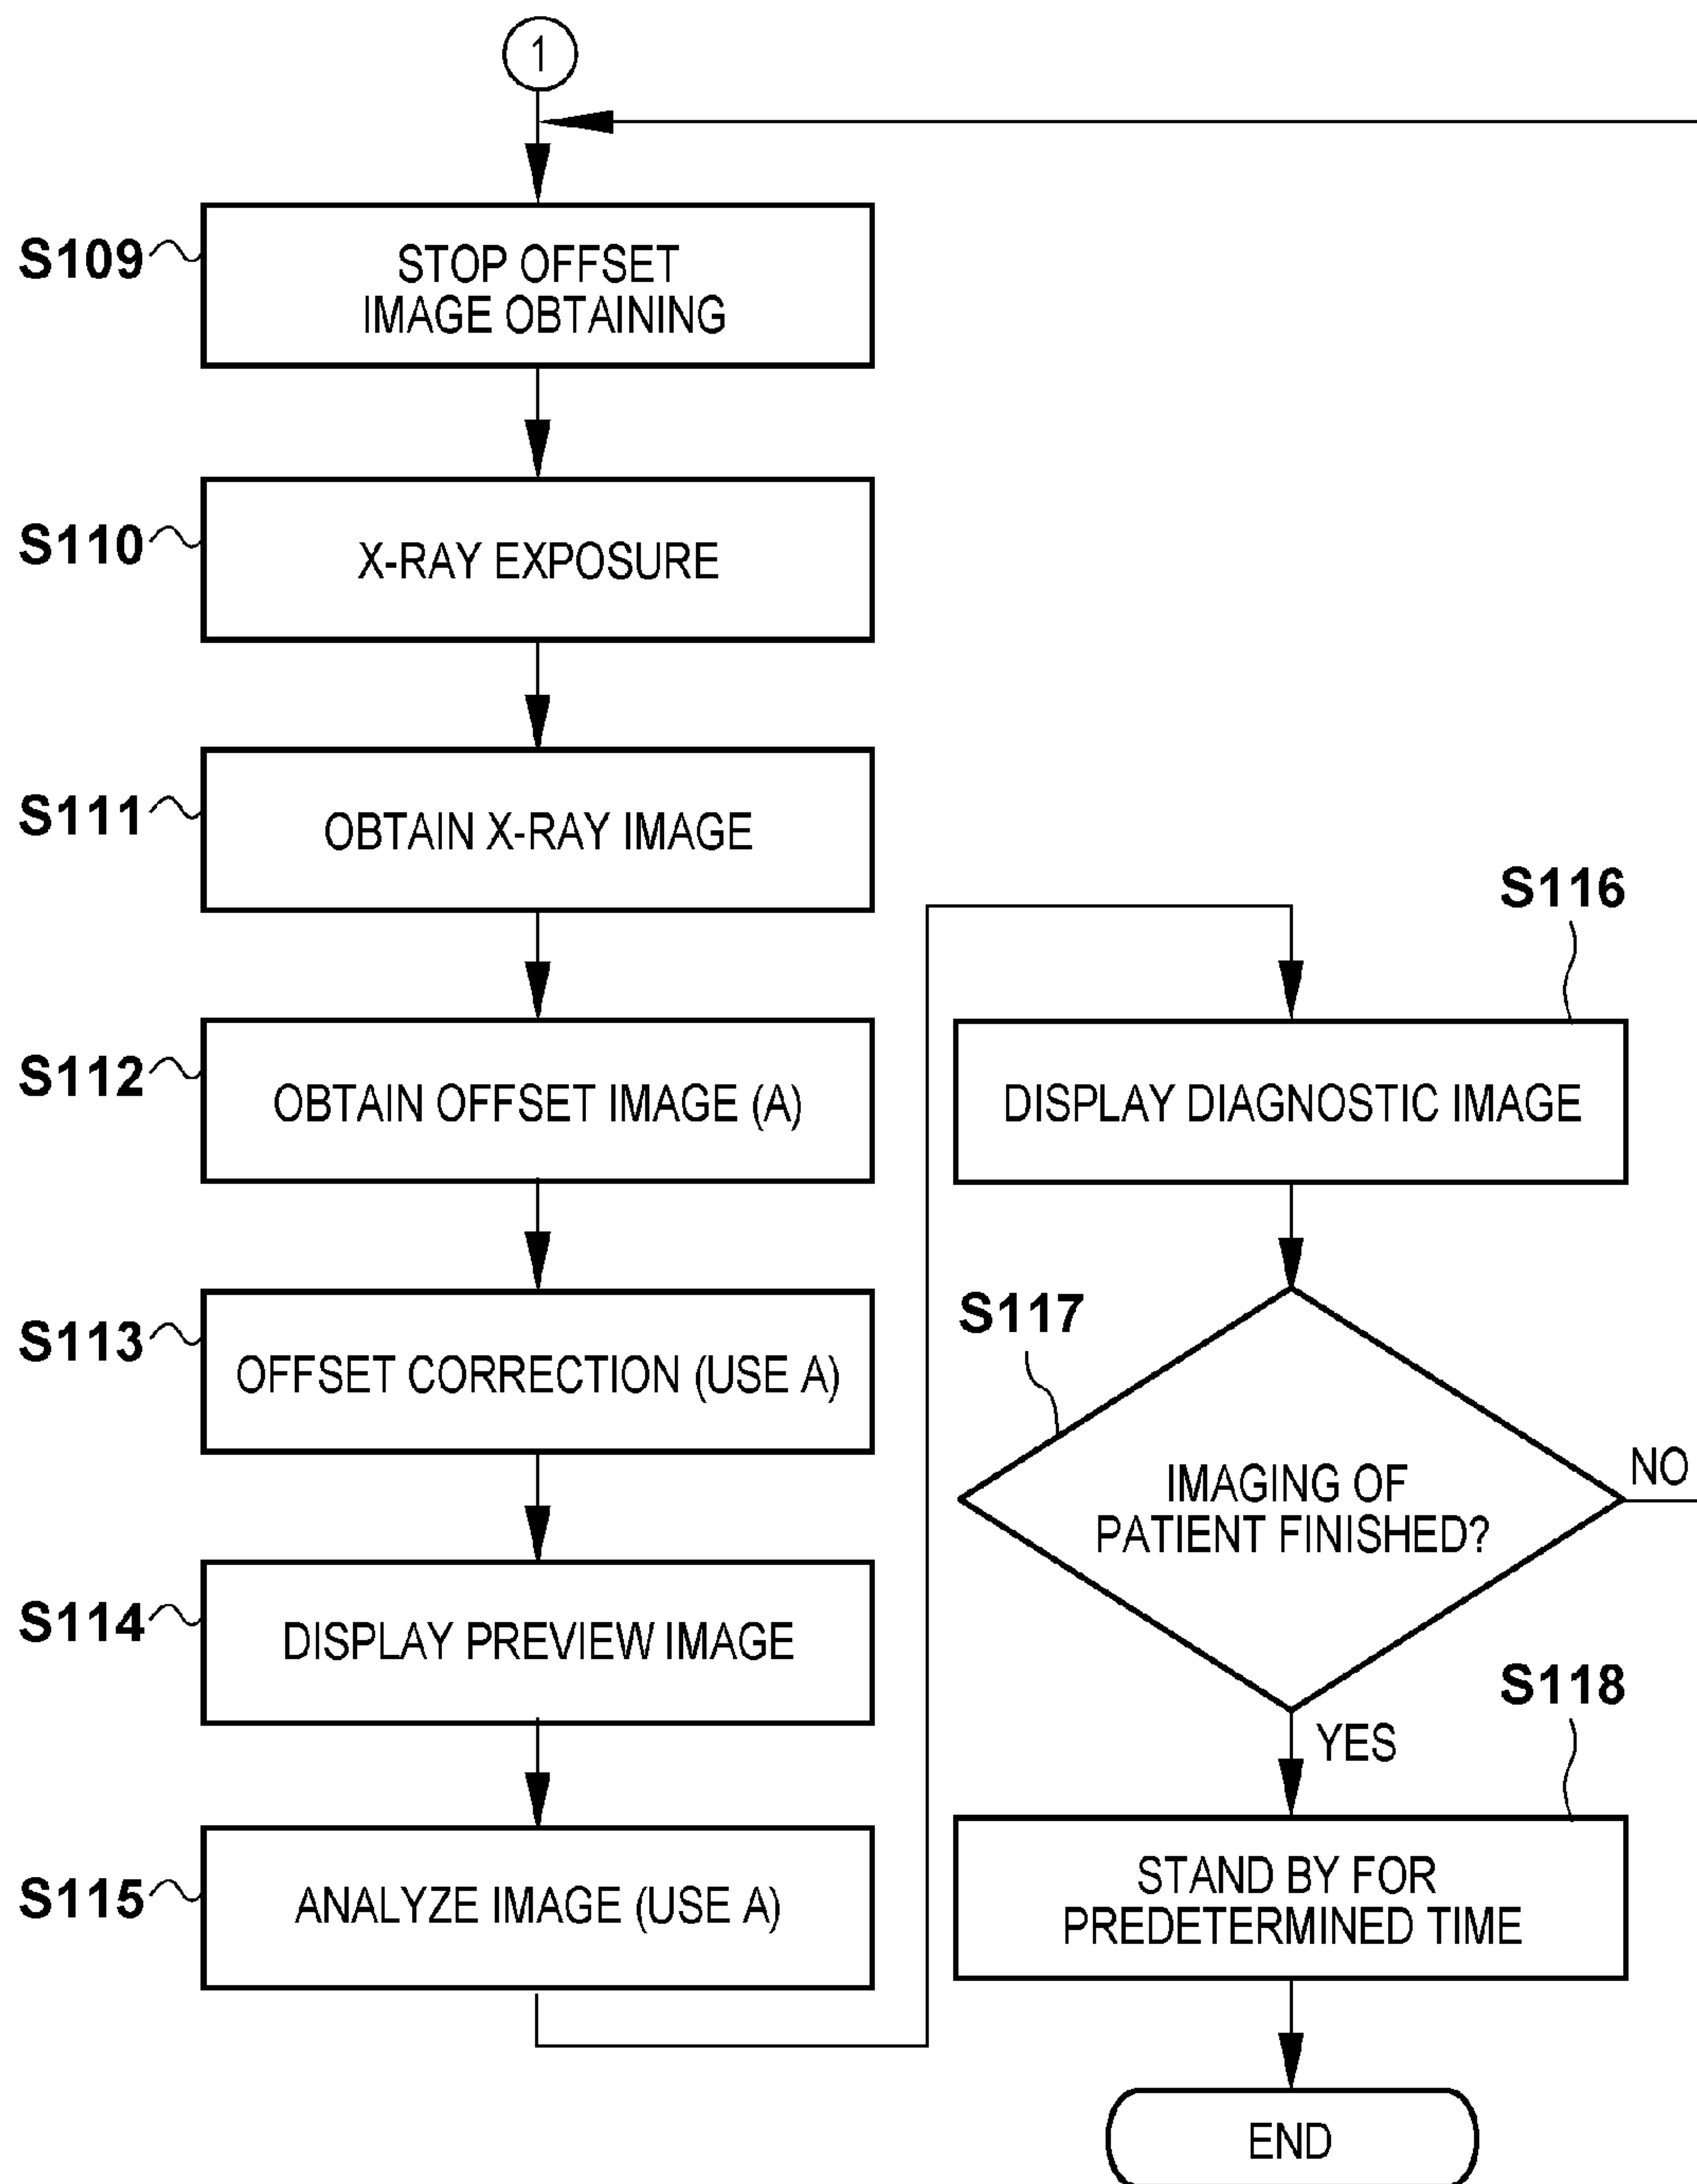 1
S109
STOP OFFSET
IMAGE OBTAINING
S110
X-RAY EXPOSURE
S111
OBTAIN X-RAY IMAGE
S112
OBTAIN OFFSET IMAGE (A)
S113
OFFSET CORRECTION (USE A)
S114
DISPLAY PREVIEW IMAGE
S115
ANALYZE IMAGE (USE A)
S116
DISPLAY DIAGNOSTIC IMAGE
S117
IMAGING OF
PATIENT FINISHED?
NO
YES
S118
STAND BY FOR
PREDETERMINED TIME
END